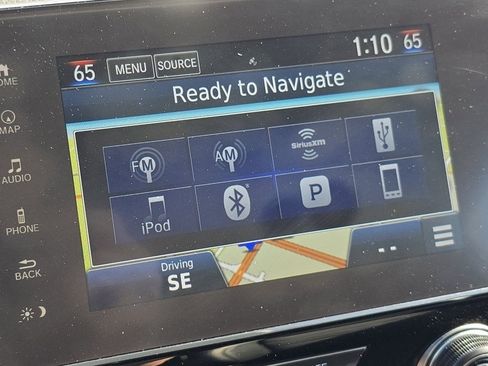 65 MENU SOURCE 1:10 65
Ready to Navigate
FM AM SiriusXM
iPod P
Driving
SE
--
HOME
MAP
AUDIO
PHONE
BACK